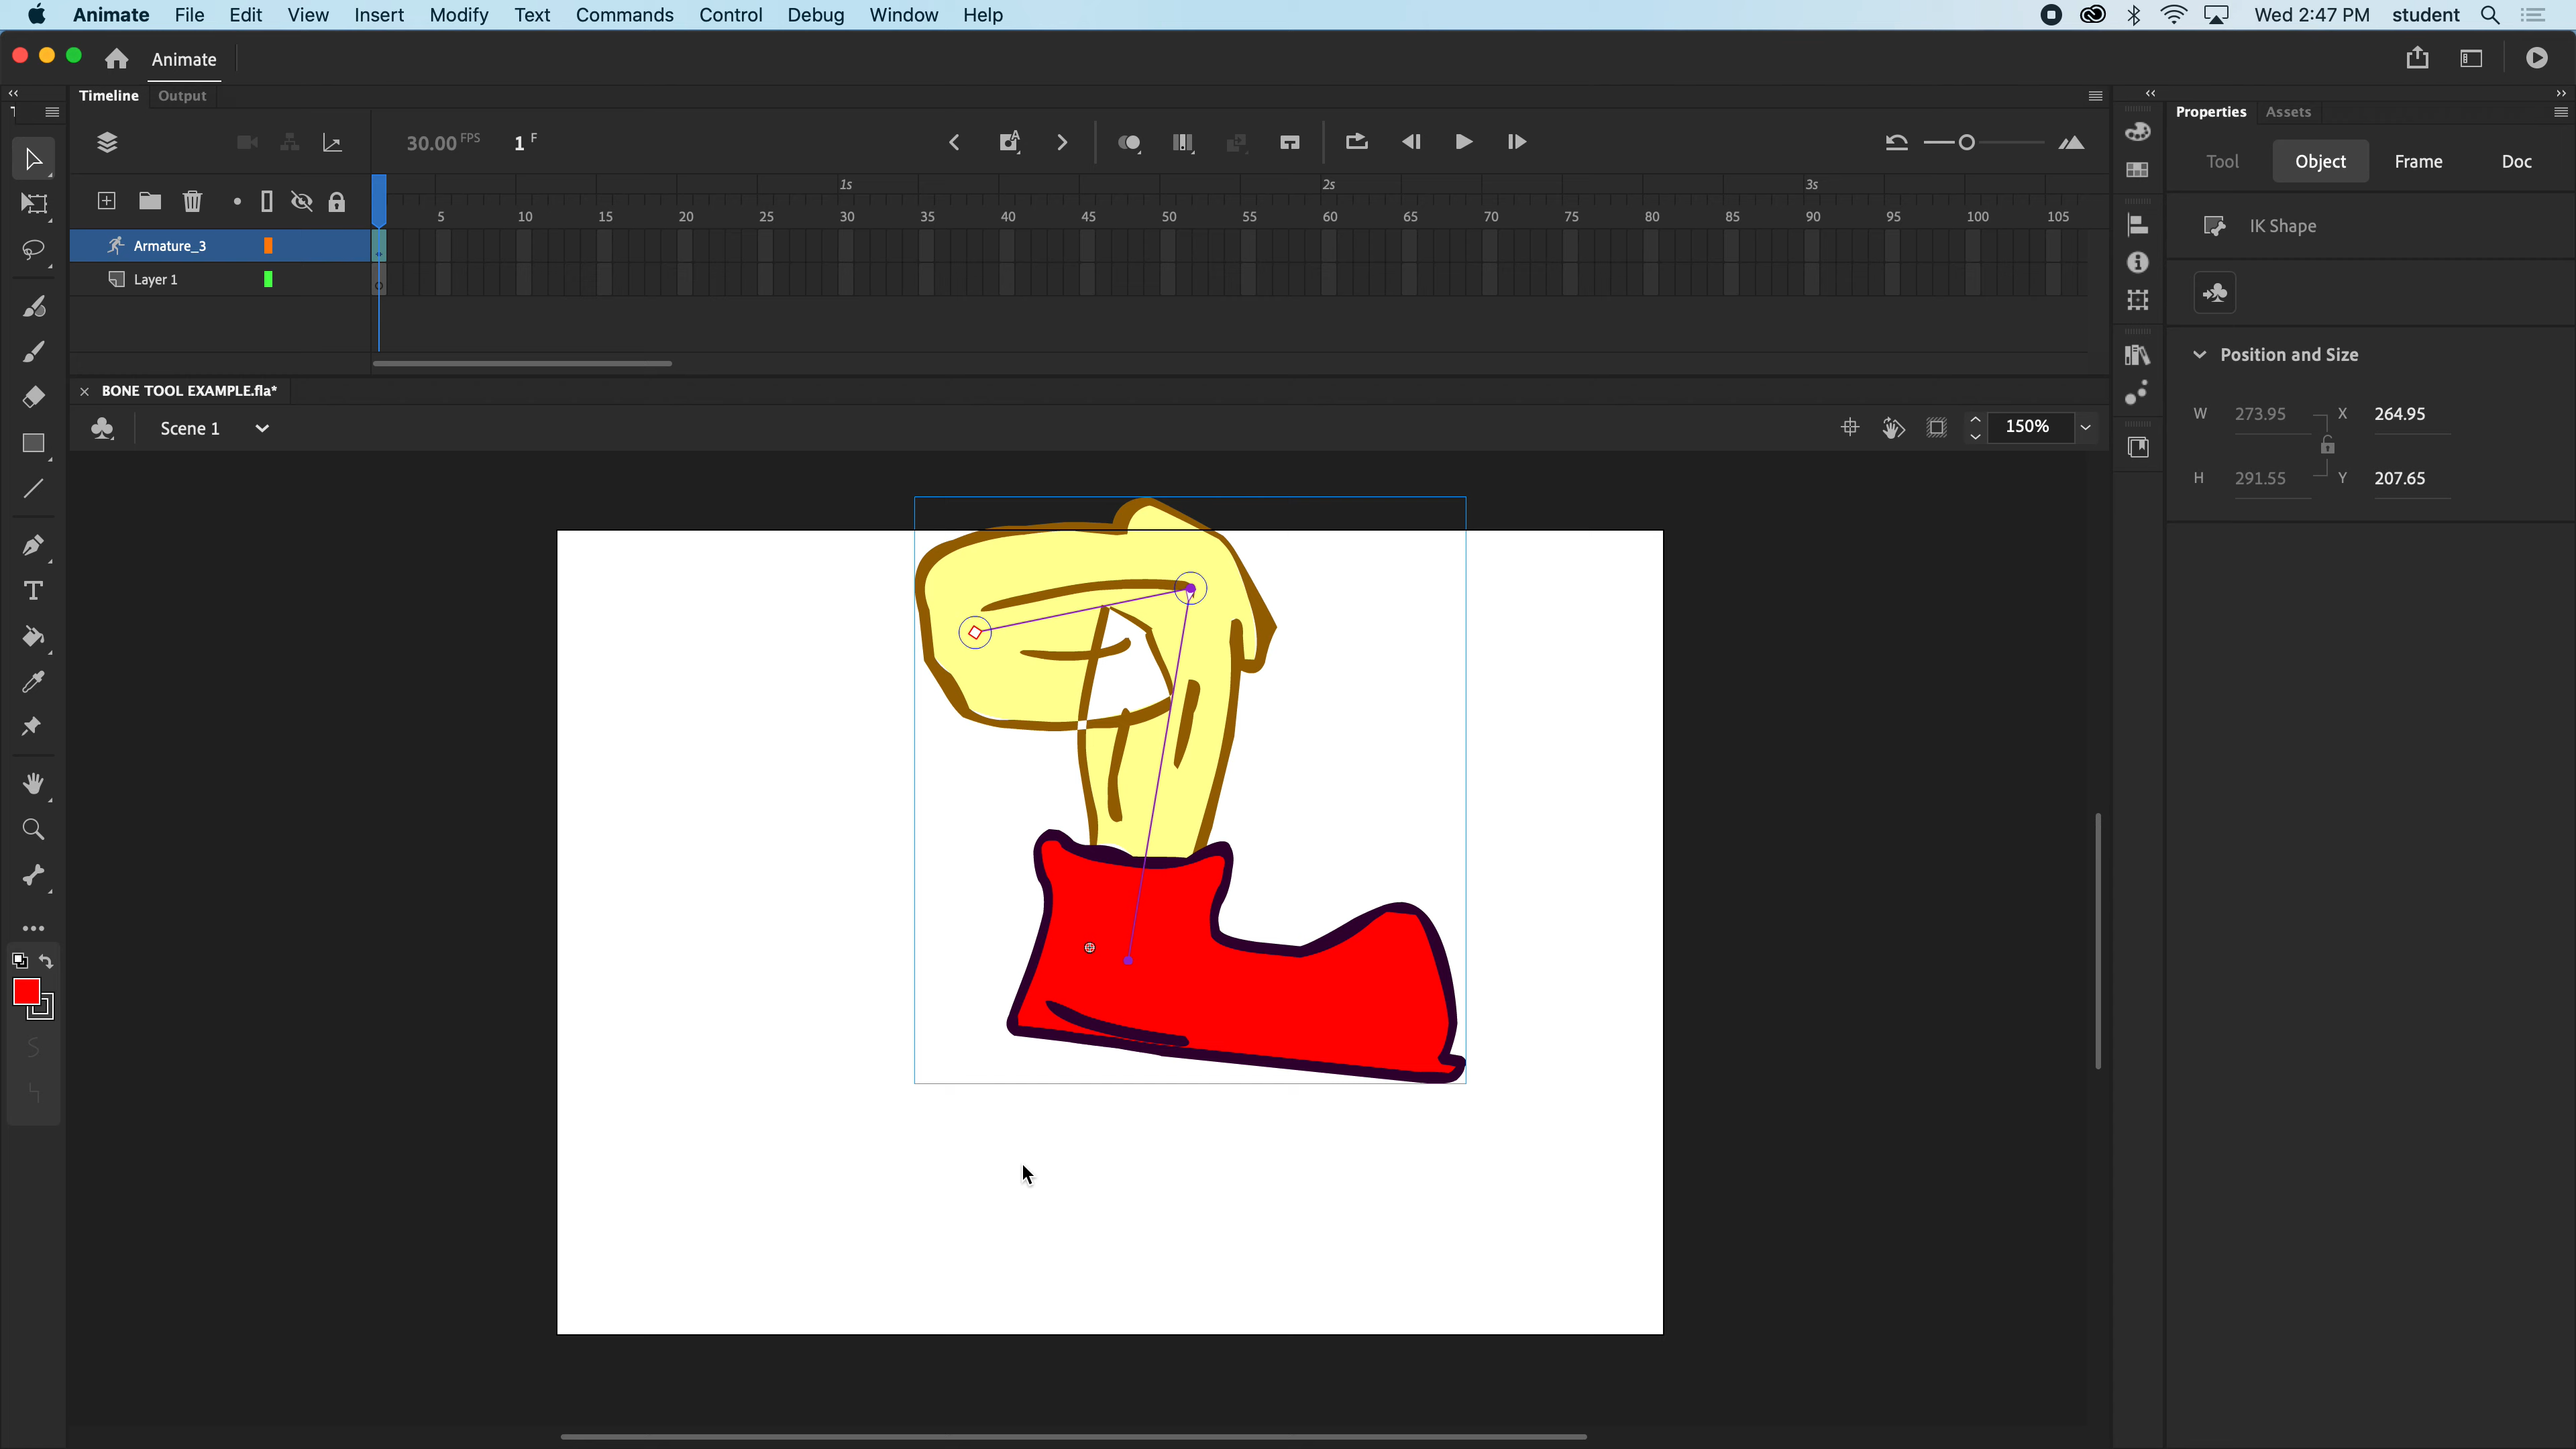 Animate File Edit View Insert Modify Text Commands Control Debug Window Help Wed 2:47 PM student
Animate
Timeline Output
Properties Assets
30.00 FPS 1 F
Tool Object Frame Doc
1s 2s 3s
5 10 15 20 25 30 35 40 45 50 55 60 65 70 75 80 85 90 95 100 105
IK Shape
Armature_3
Layer 1
Position and Size
BONE TOOL EXAMPLE.fla*
W 273.95 X 264.95
Scene 1 150%
H 291.55 Y 207.65